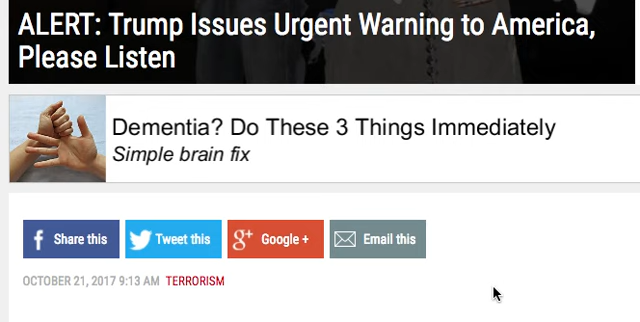 ALERT: Trump Issues Urgent Warning to America,
Please Listen
Dementia? Do These 3 Things Immediately
Simple brain fix
Share this Tweet this g+ Google + Email this
OCTOBER 21, 2017 9:13 AM TERRORISM